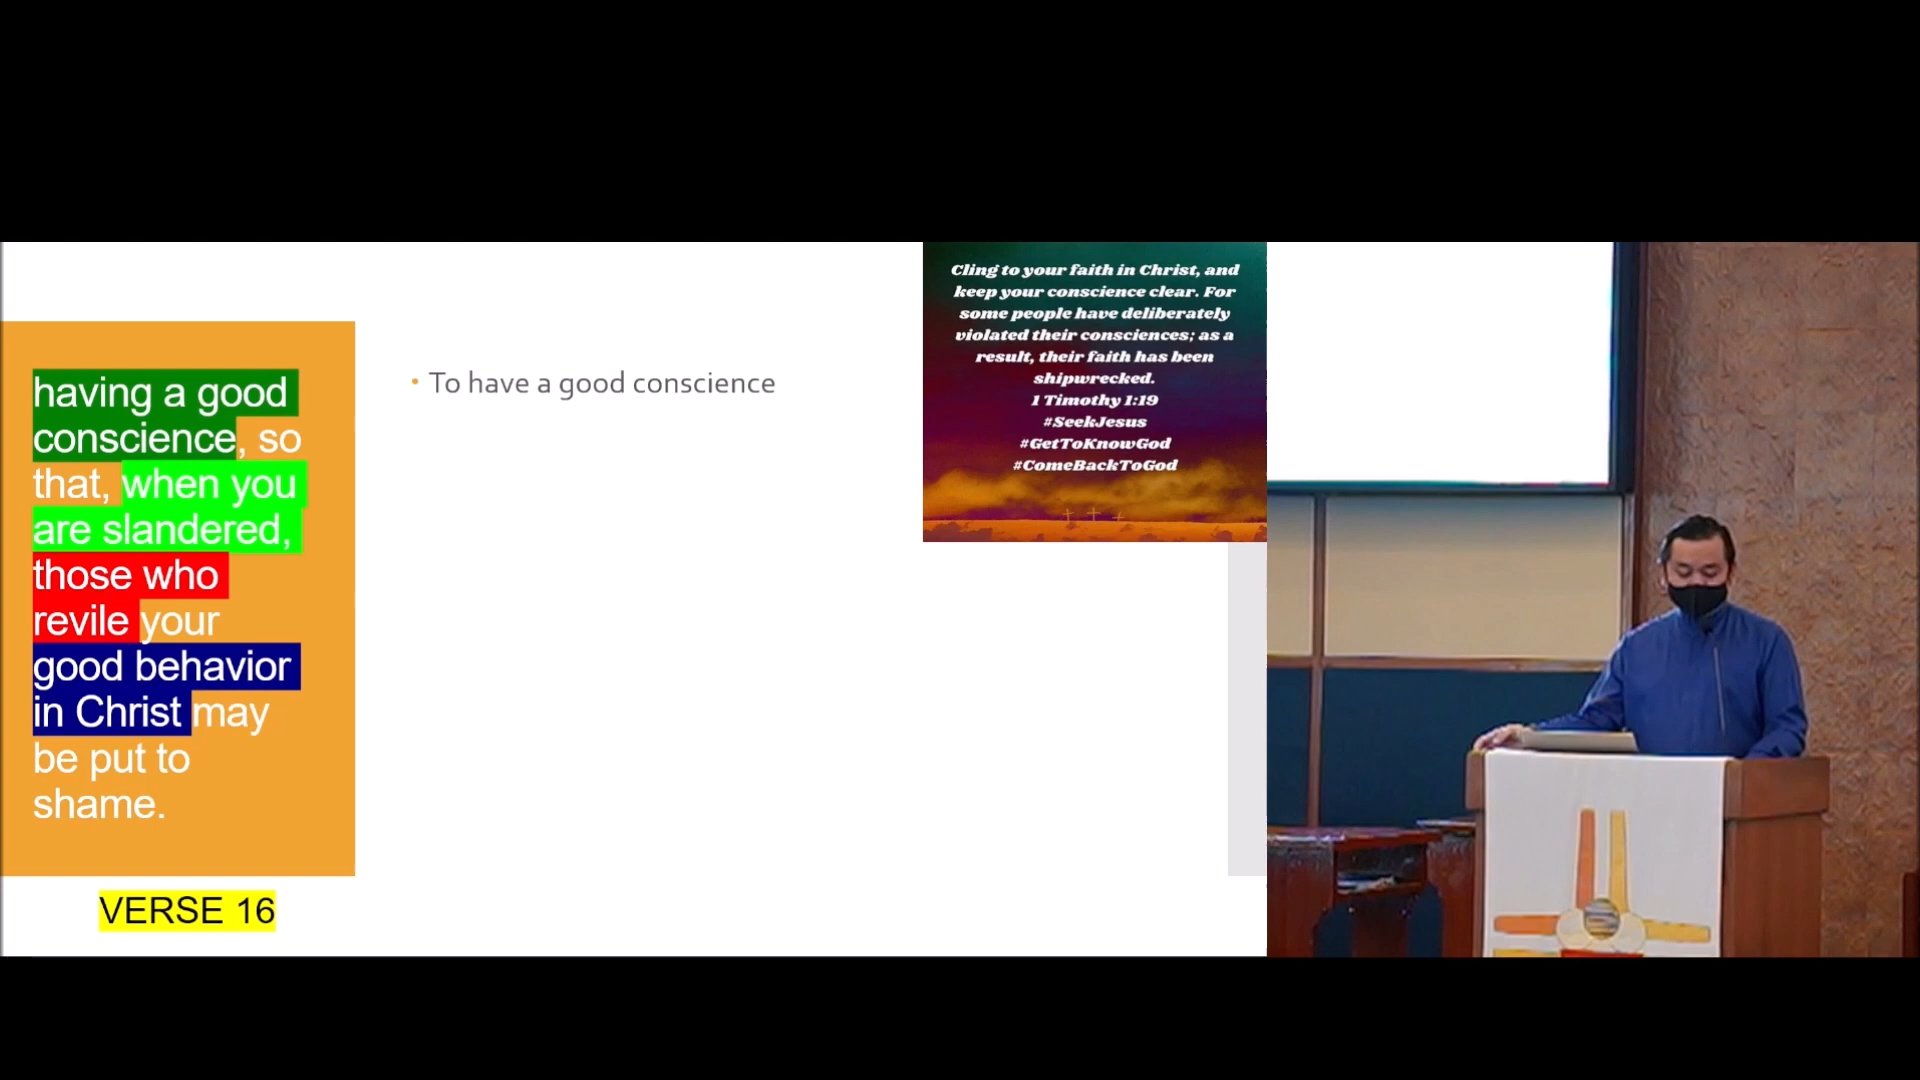 having a good
conscience, so
that, when you
are slandered,
those who
revile your
good behavior
in Christ may
be put to
shame.
VERSE 16
• To have a good conscience
Cling to your faith in Christ, and
keep your conscience clear. For
some people have deliberately
violated their consciences; as a
result, their faith has been
shipwrecked.
1 Timothy 1:19
#SeekJesus
#GetToKnowGod
#ComeBackToGod